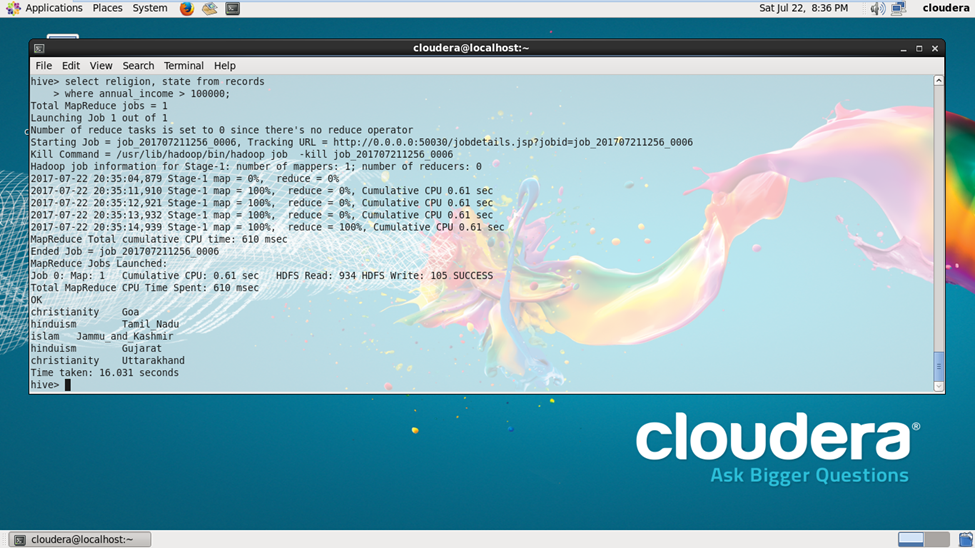 Applications Places System
Sat Jul 22, 8:36 PM
cloudera
cloudera@localhost:~
File Edit View Search Terminal Help
hive> select religion, state from records
    > where annual_income > 100000;
Total MapReduce jobs = 1
Launching Job 1 out of 1
Number of reduce tasks is set to 0 since there's no reduce operator
Starting Job = job_201707211256_0006, Tracking URL = http://0.0.0.0:50030/jobdetails.jsp?jobid=job_201707211256_0006
Kill Command = /usr/lib/hadoop/bin/hadoop job  -kill job_201707211256_0006
Hadoop job information for Stage-1: number of mappers: 1; number of reducers: 0
2017-07-22 20:35:04,879 Stage-1 map = 0%,  reduce = 0%
2017-07-22 20:35:11,910 Stage-1 map = 100%,  reduce = 0%, Cumulative CPU 0.61 sec
2017-07-22 20:35:12,921 Stage-1 map = 100%,  reduce = 0%, Cumulative CPU 0.61 sec
2017-07-22 20:35:13,932 Stage-1 map = 100%,  reduce = 0%, Cumulative CPU 0.61 sec
2017-07-22 20:35:14,939 Stage-1 map = 100%,  reduce = 100%, Cumulative CPU 0.61 sec
MapReduce Total cumulative CPU time: 610 msec
Ended Job = job_201707211256_0006
MapReduce Jobs Launched:
Job 0: Map: 1   Cumulative CPU: 0.61 sec   HDFS Read: 934 HDFS Write: 105 SUCCESS
Total MapReduce CPU Time Spent: 610 msec
OK
christianity    Goa
hinduism        Tamil_Nadu
islam   Jammu_and_Kashmir
hinduism        Gujarat
christianity    Uttarakhand
Time taken: 16.031 seconds
hive>
cloudera®
Ask Bigger Questions
cloudera@localhost:~